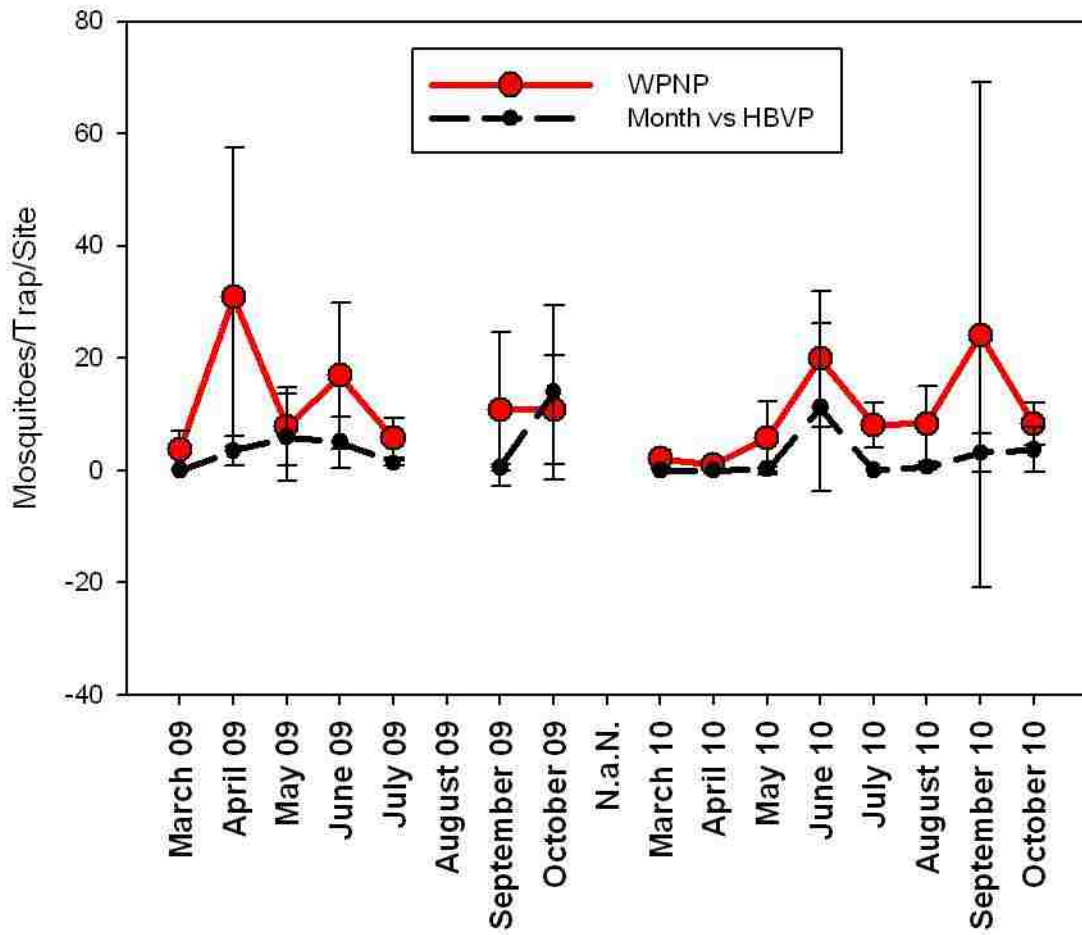 80
60
40
20
0
-20
-40
Mosquitoes/Trap/Site
WPNP
Month vs HBVP
March 09
April 09
May 09
June 09
July 09
August 09
September 09
October 09
N.a.N.
March 10
April 10
May 10
June 10
July 10
August 10
September 10
October 10